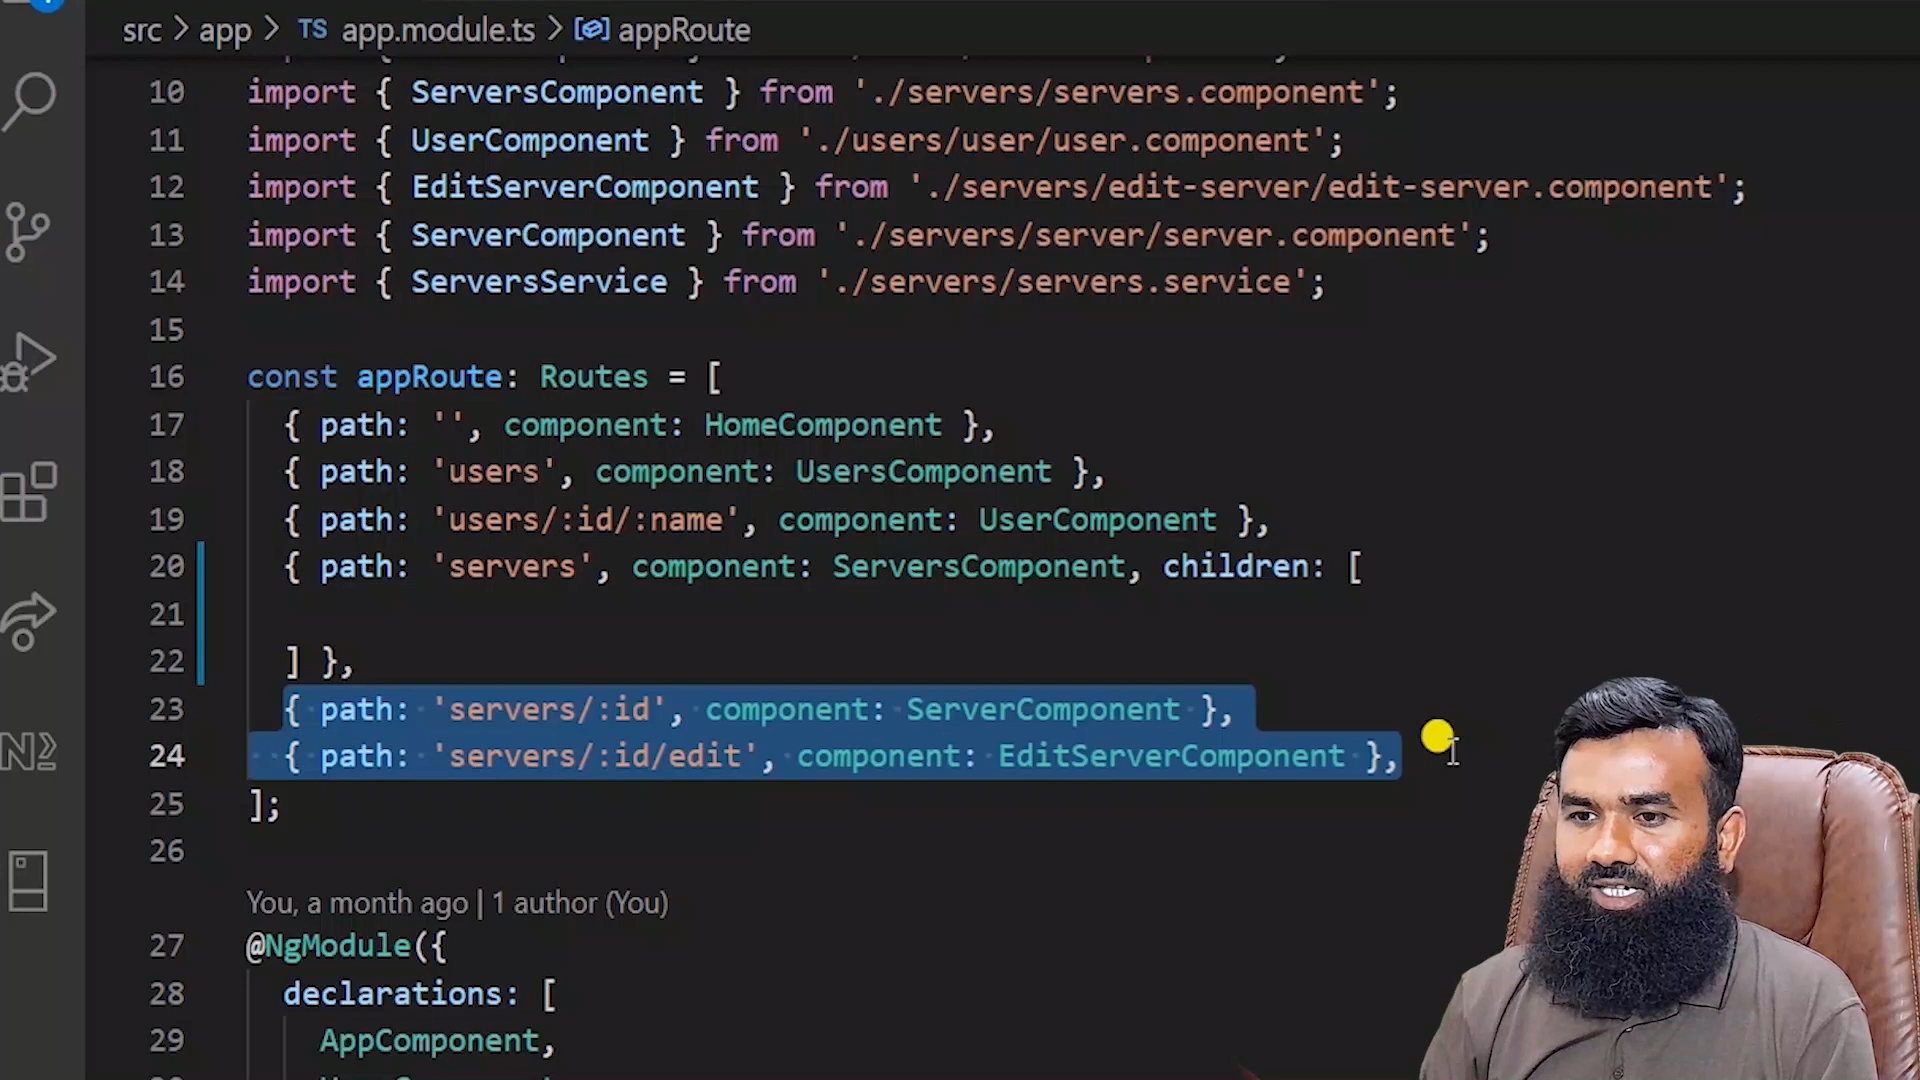 src > app > TS app.module.ts > appRoute
10 import { ServersComponent } from './servers/servers.component';
11 import { UserComponent } from './users/user/user.component';
12 import { EditServerComponent } from './servers/edit-server/edit-server.component';
13 import { ServerComponent } from './servers/server/server.component';
14 import { ServersService } from './servers/servers.service';
15
16 const appRoute: Routes = [
17 { path: '', component: HomeComponent },
18 { path: 'users', component: UsersComponent },
19 { path: 'users/:id/:name', component: UserComponent },
20 { path: 'servers', component: ServersComponent, children: [
21
22 ] },
23 { path: 'servers/:id', component: ServerComponent },
24 { path: 'servers/:id/edit', component: EditServerComponent },
25 ];
26
You, a month ago | 1 author (You)
27 @NgModule({
28 declarations: [
29 AppComponent,